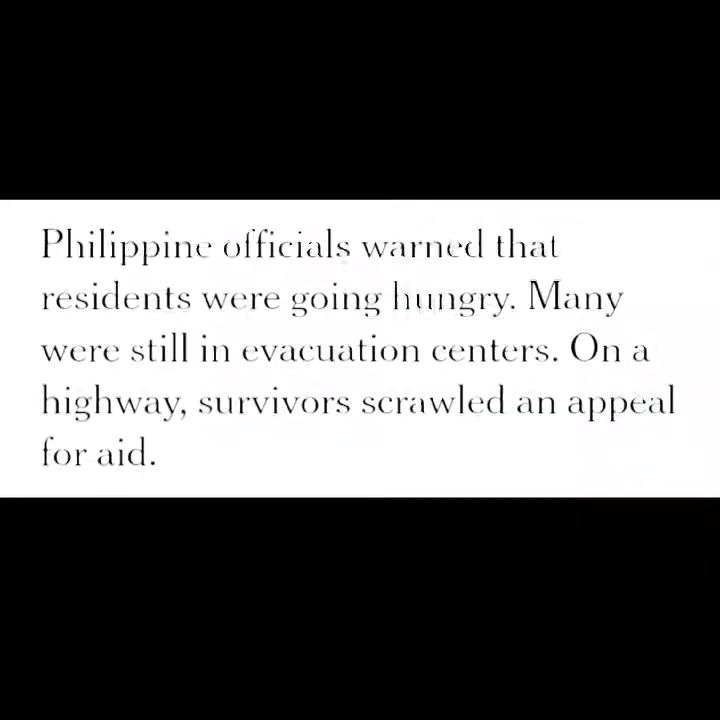 Philippine officials warned that
residents were going hungry. Many
were still in evacuation centers. On a
highway, survivors scrawled an appeal
for aid.